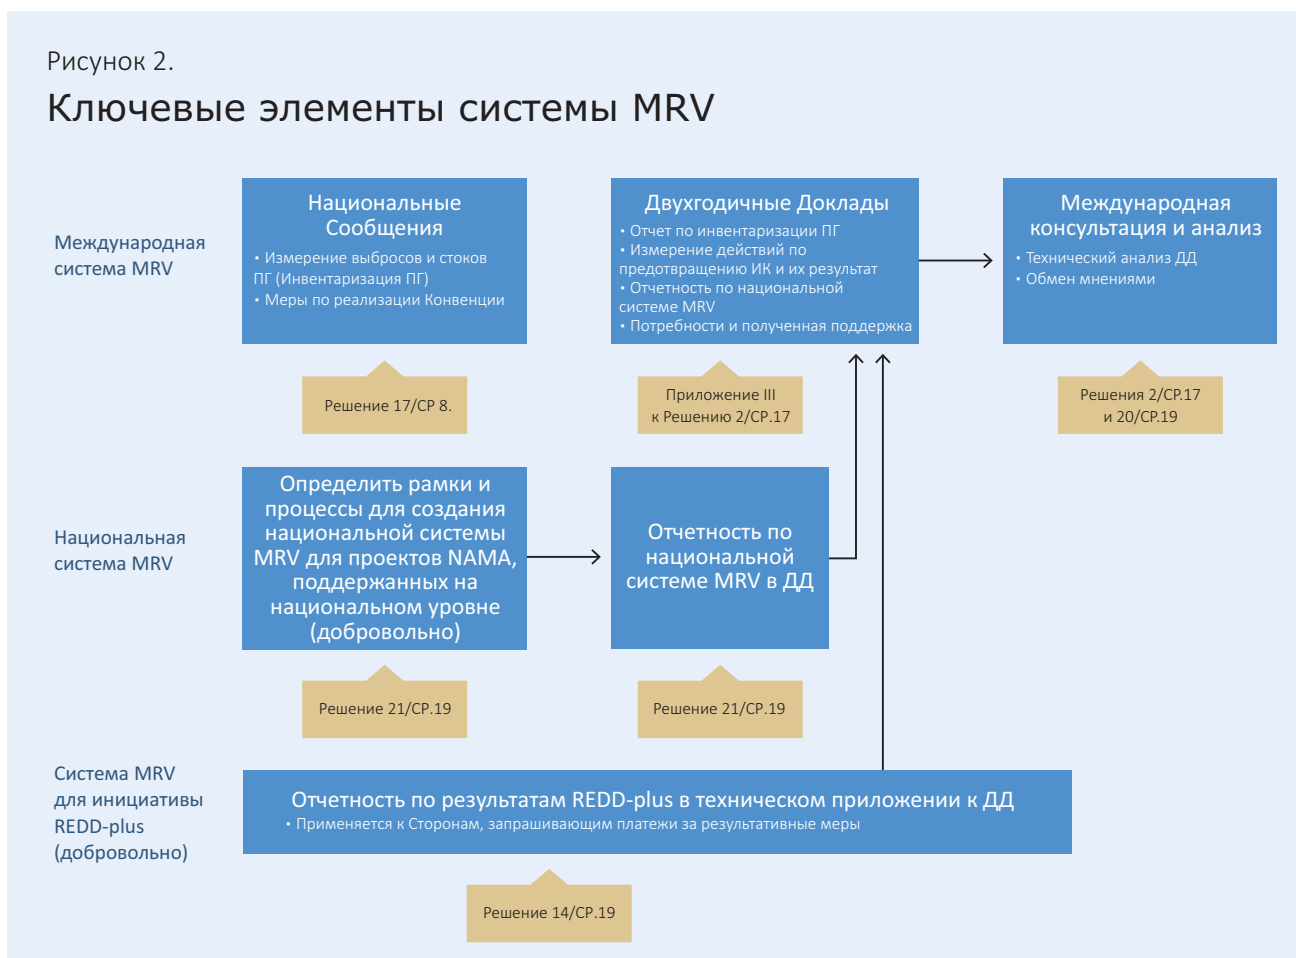 Рисунок 2.
Ключевые элементы системы MRV
Международная
система MRV
Национальные
Сообщения
• Измерение выбросов и стоков
ПГ (Инвентаризация ПГ)
• Меры по реализации Конвенции
Двухгодичные Доклады
• Отчет по инвентаризации ПГ
• Измерение действий по
предотвращению ИК и их результат
• Отчетность по национальной
системе MRV
• Потребности и полученная поддержка
Международная
консультация и анализ
• Технический анализ ДД
• Обмен мнениями
Решение 17/СР 8.
Приложение III
к Решению 2/СР.17
Решения 2/СР.17
и 20/СР.19
Национальная
система MRV
Определить рамки и
процессы для создания
национальной системы
MRV для проектов NAMA,
поддержанных на
национальном уровне
(добровольно)
Отчетность по
национальной
системе MRV в ДД
Решение 21/СР.19
Решение 21/СР.19
Система MRV
для инициативы
REDD-plus
(добровольно)
Отчетность по результатам REDD-plus в техническом приложении к ДД
• Применяется к Сторонам, запрашивающим платежи за результативные меры
Решение 14/СР.19